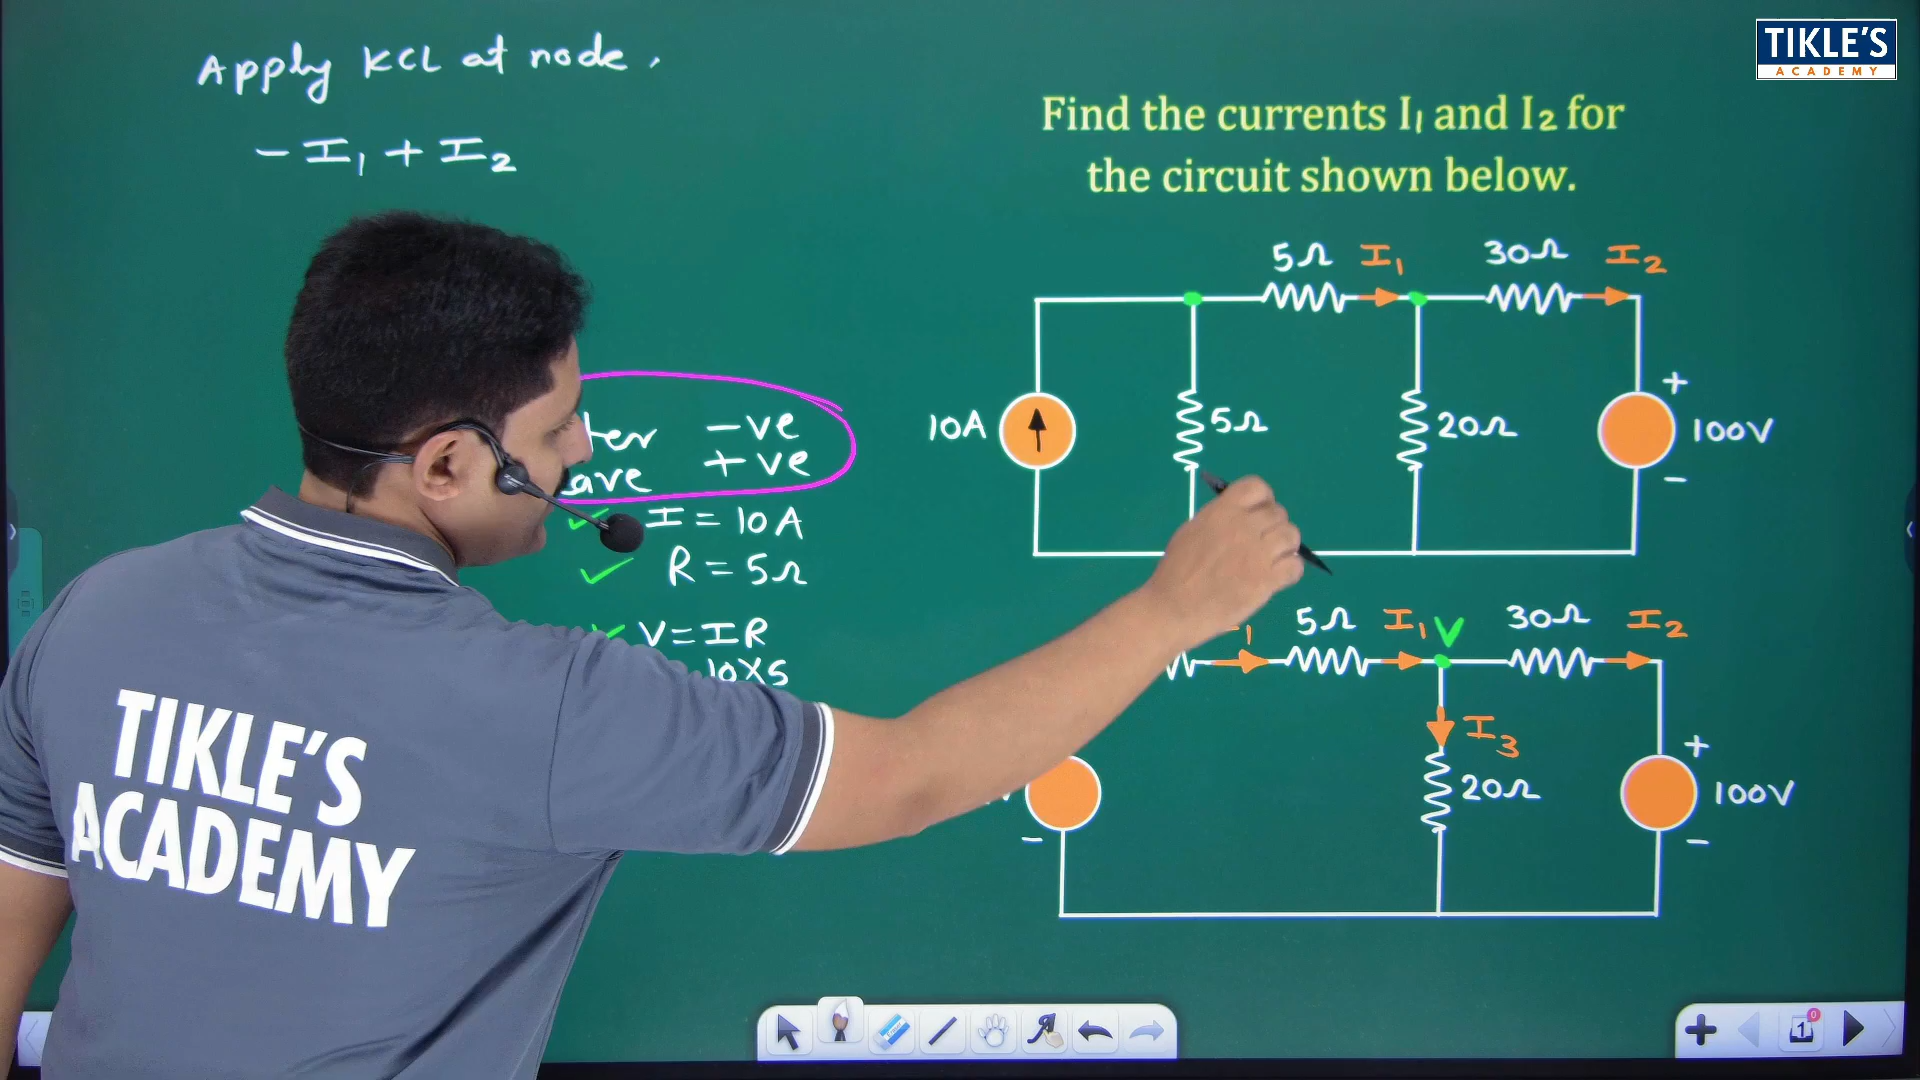 Apply KCL at node,
- I₁ + I₂
TIKLE'S
ACADEMY
Find the currents I₁ and I₂ for
the circuit shown below.
5Ω I₁ 30Ω I₂
10A 5Ω 20Ω + 100V -
-ve
+ve
I = 10A
R = 5Ω
V = IR
10X5
5Ω I₁ V 30Ω I₂
I₃
20Ω + 100V -
-
TIKLE'S
ACADEMY
1
0